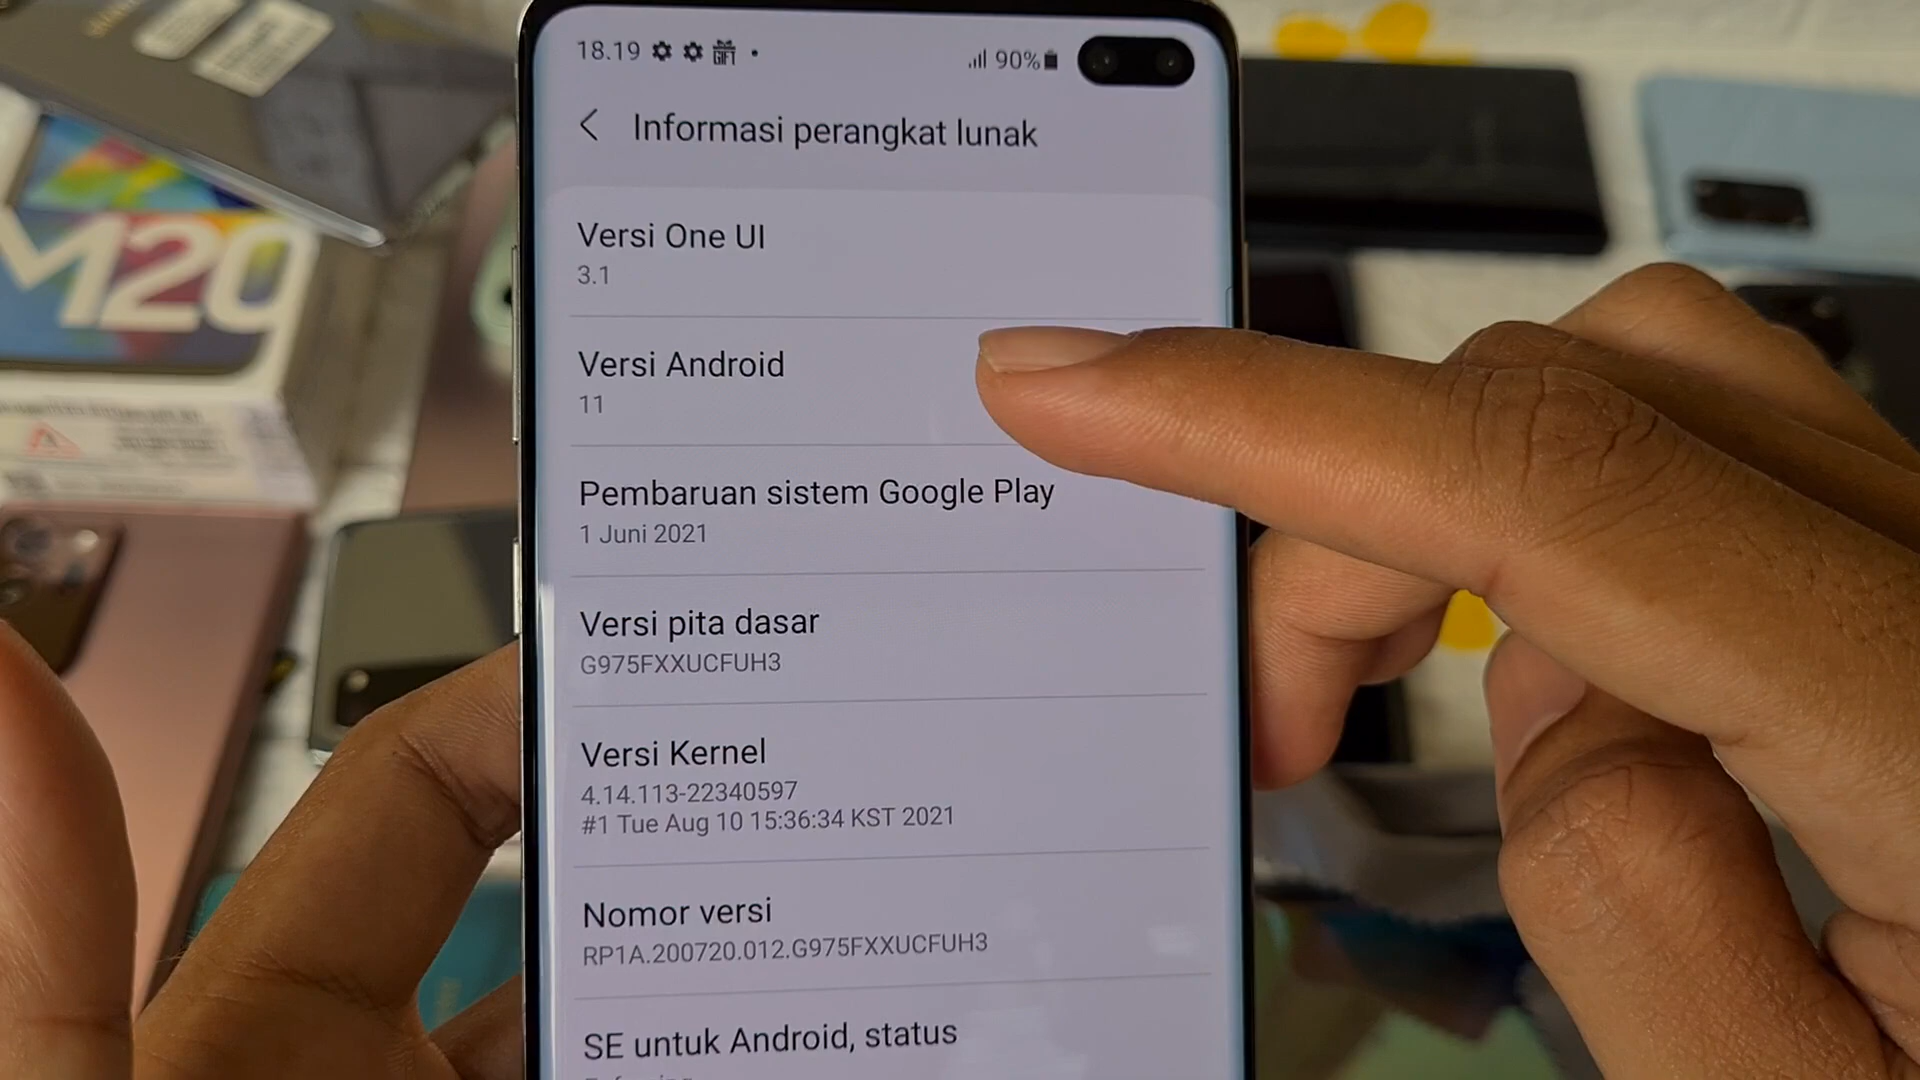 18.19
GIFT
90%
Informasi perangkat lunak
Versi One UI
3.1
Versi Android
11
Pembaruan sistem Google Play
1 Juni 2021
Versi pita dasar
G975FXXUCFUH3
Versi Kernel
4.14.113-22340597
#1 Tue Aug 10 15:36:34 KST 2021
Nomor versi
RP1A.200720.012.G975FXXUCFUH3
SE untuk Android, status
M20